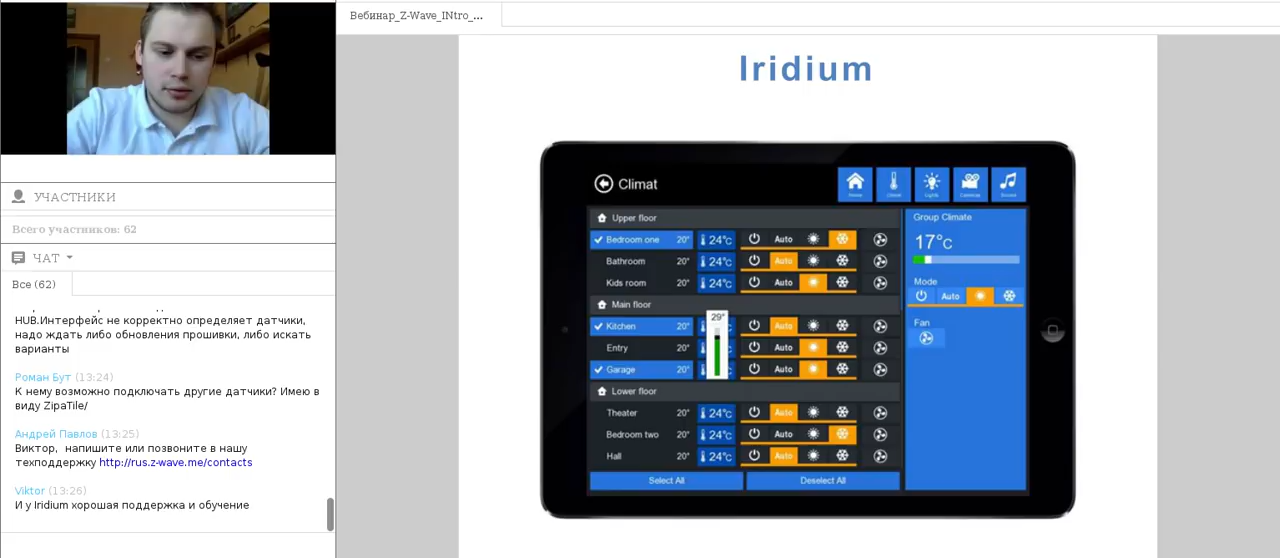 Вебинар_Z-Wave_INtro_...
УЧАСТНИКИ
Всего участников: 62
ЧАТ
Все (62)
HUB.Интерфейс не корректно определяет датчики,
надо ждать либо обновления прошивки, либо искать
варианты
Роман Бут (13:24)
К нему возможно подключать другие датчики? Имею в
виду ZipaTile/
Андрей Павлов (13:25)
Виктор, напишите или позвоните в нашу
техподдержку http://rus.z-wave.me/contacts
Viktor (13:26)
И у Iridium хорошая поддержка и обучение
Iridium
Climat
Upper floor
Bedroom one 20° 24°C Auto
Bathroom 20° 24°C Auto
Kids room 20° 24°C Auto
Main floor
29°
Kitchen 20° Auto
Entry 20° Auto
Garage 20° Auto
Lower floor
Theater 20° 24°C Auto
Bedroom two 20° 24°C Auto
Hall 20° 24°C Auto
Select All Deselect All
Group Climate
17°C
Mode
Auto
Fan